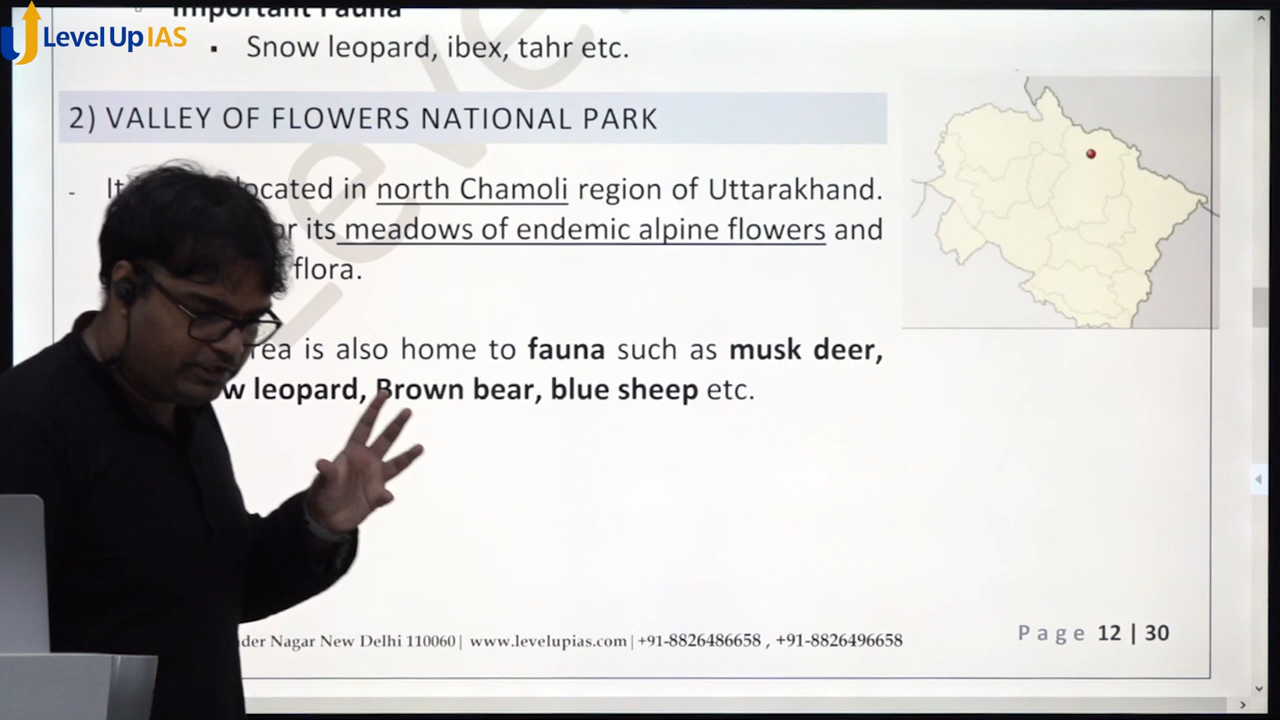 Important Fauna
Level Up IAS
▪ Snow leopard, ibex, tahr etc.
2) VALLEY OF FLOWERS NATIONAL PARK
- It located in north Chamoli region of Uttarakhand.
its meadows of endemic alpine flowers and
flora.
is also home to fauna such as musk deer,
leopard, Brown bear, blue sheep etc.
Nagar New Delhi 110060| www.levelupias.com | +91-8826486658 , +91-8826496658
Page 12 | 30